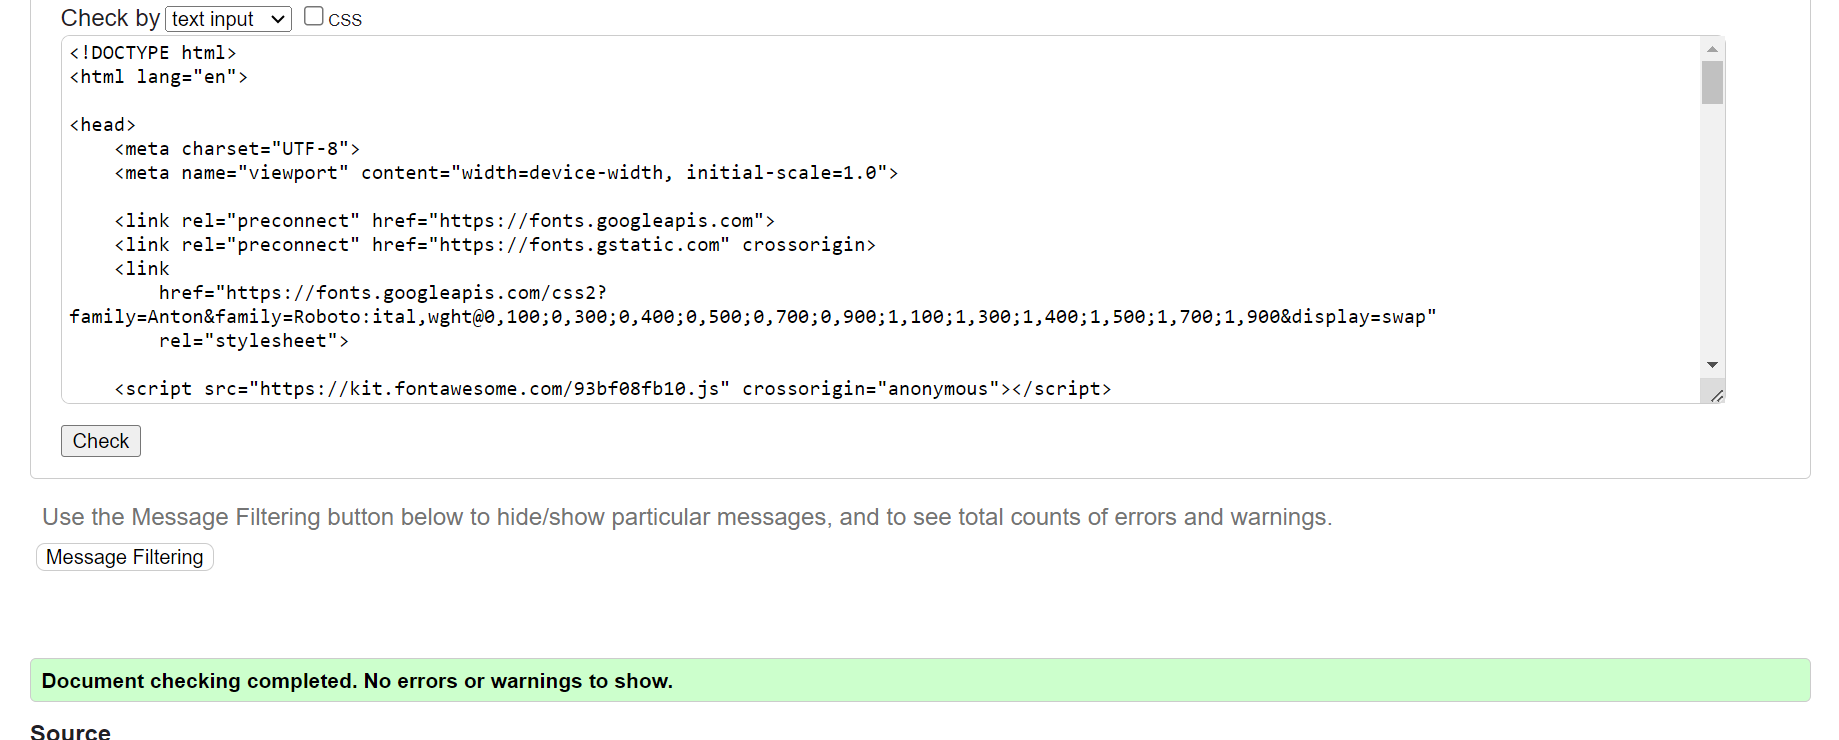 Check by text input CSS
<!DOCTYPE html>
<html lang="en">
<head>
<meta charset="UTF-8">
<meta name="viewport" content="width=device-width, initial-scale=1.0">
<link rel="preconnect" href="https://fonts.googleapis.com">
<link rel="preconnect" href="https://fonts.gstatic.com" crossorigin>
<link
href="https://fonts.googleapis.com/css2?
family=Anton&family=Roboto:ital,wght@0,100;0,300;0,400;0,500;0,700;0,900;1,100;1,300;1,400;1,500;1,700;1,900&display=swap"
rel="stylesheet">
<script src="https://kit.fontawesome.com/93bf08fb10.js" crossorigin="anonymous"></script>
Check
Use the Message Filtering button below to hide/show particular messages, and to see total counts of errors and warnings.
Message Filtering
Document checking completed. No errors or warnings to show.
Source